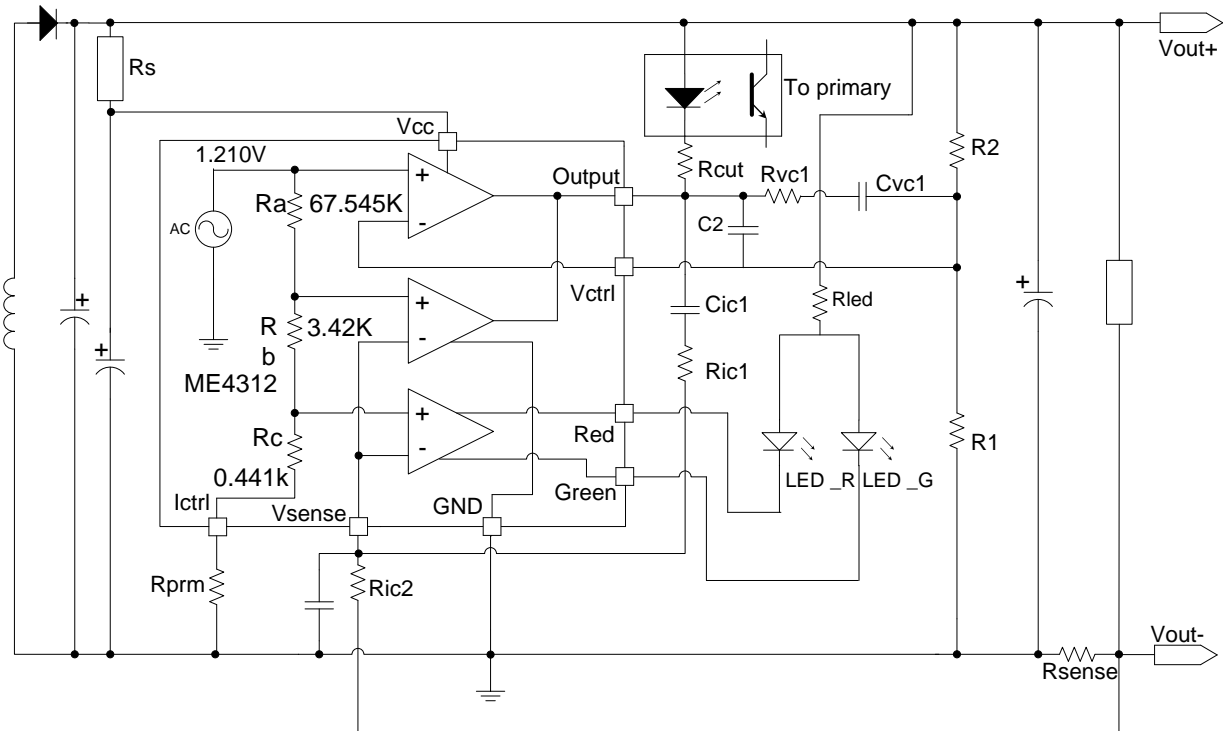 Vout+
Rs
To primary
Vcc
1.210V
R2
Rcut
Rvc1
Cvc1
Output
Ra
67.545K
AC
C2
+
-
Vctrl
Cic1
Rled
+
+
+
+
-
R
b
3.42K
ME4312
Ric1
Rc
+
-
Red
R1
0.441k
LED _R
LED _G
Green
Ictrl
Vsense
GND
Rprm
Ric2
Vout-
Rsense